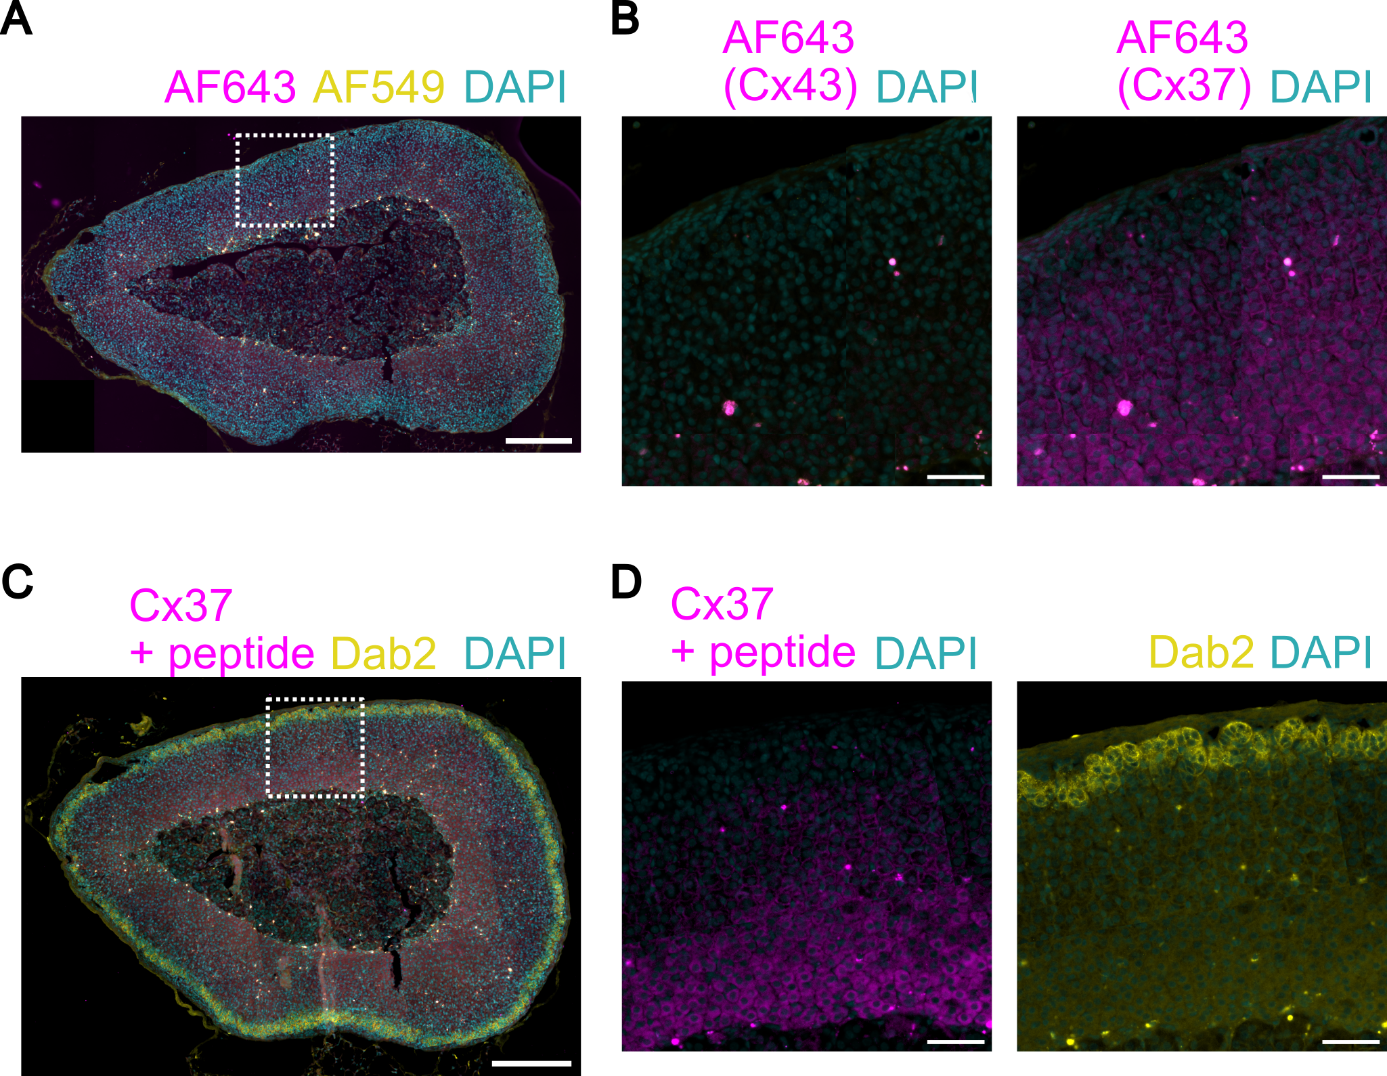 A
AF643 AF549 DAPI
B
AF643
(Cx43) DAPI
AF643
(Cx37) DAPI
C
Cx37
+ peptide Dab2 DAPI
D
Cx37
+ peptide DAPI
Dab2 DAPI